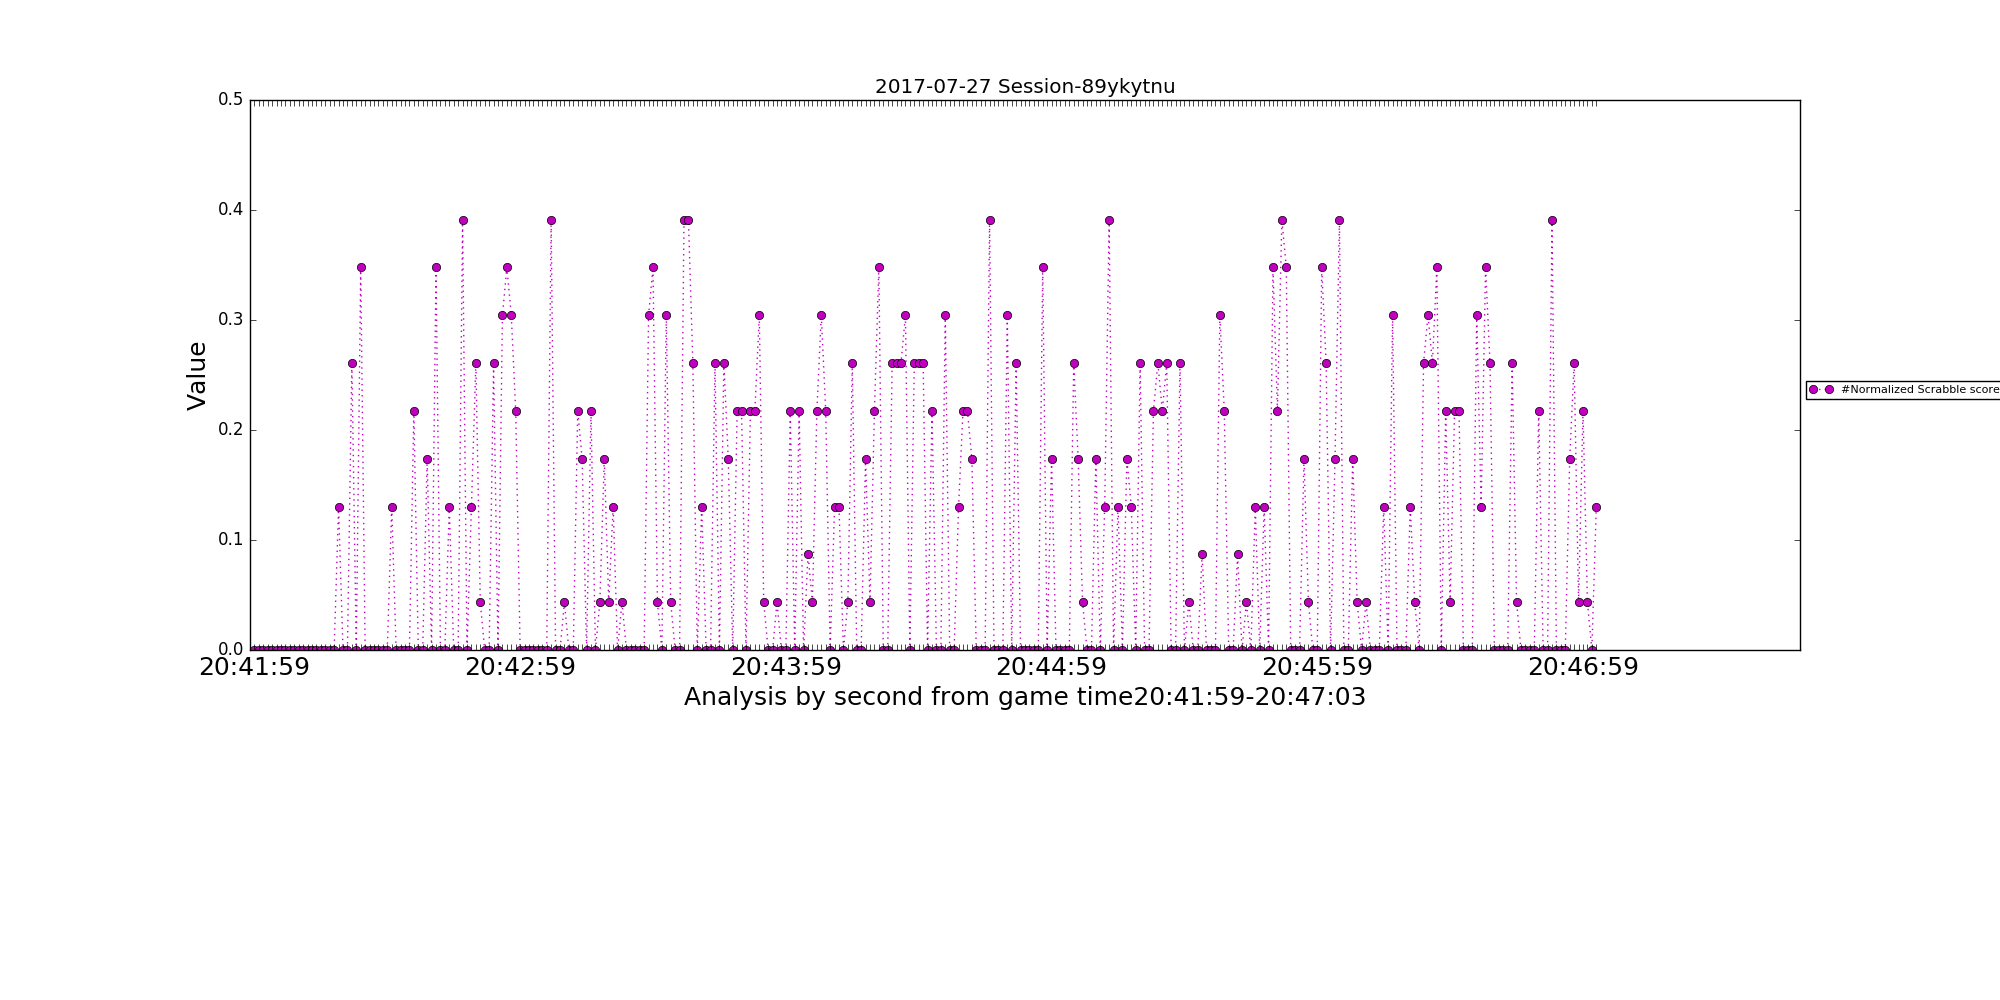 2017-07-27 Session-89ykytnu
0.5
0.4
0.3
0.2
0.1
0.0
Value
#Normalized Scrabble score
20:41:59 20:42:59 20:43:59 20:44:59 20:45:59 20:46:59
Analysis by second from game time20:41:59-20:47:03